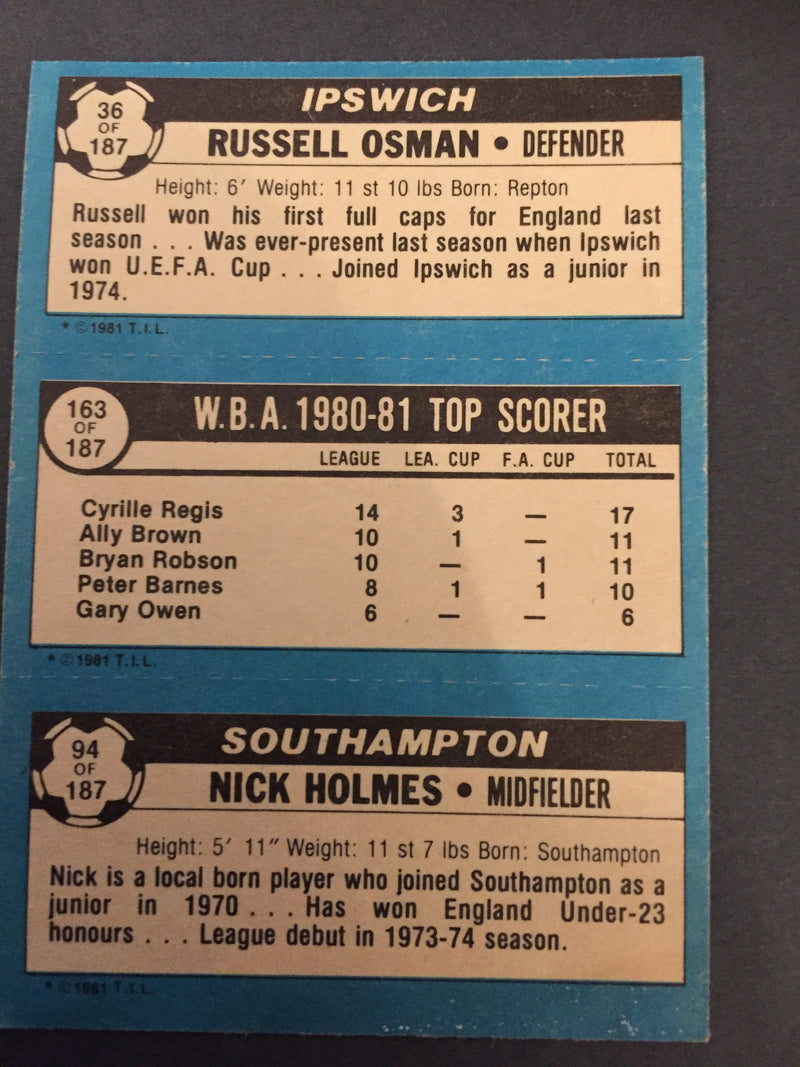 36
OF
187
IPSWICH
RUSSELL OSMAN • DEFENDER
Height: 6′ Weight: 11 st 10 lbs Born: Repton
Russell won his first full caps for England last
season . . . Was ever-present last season when Ipswich
won U.E.F.A. Cup . . . Joined Ipswich as a junior in
1974.
* ©1981 T.I.L.
163
OF
187
W.B.A. 1980-81 TOP SCORER
LEAGUE LEA. CUP F.A. CUP TOTAL
Cyrille Regis 14 3 — 17
Ally Brown 10 1 — 11
Bryan Robson 10 — 1 11
Peter Barnes 8 1 1 10
Gary Owen 6 — — 6
* ©1981 T.I.L.
94
OF
187
SOUTHAMPTON
NICK HOLMES • MIDFIELDER
Height: 5′ 11″ Weight: 11 st 7 lbs Born: Southampton
Nick is a local born player who joined Southampton as a
junior in 1970 . . . Has won England Under-23
honours . . . League debut in 1973-74 season.
* ©1981 T.I.L.